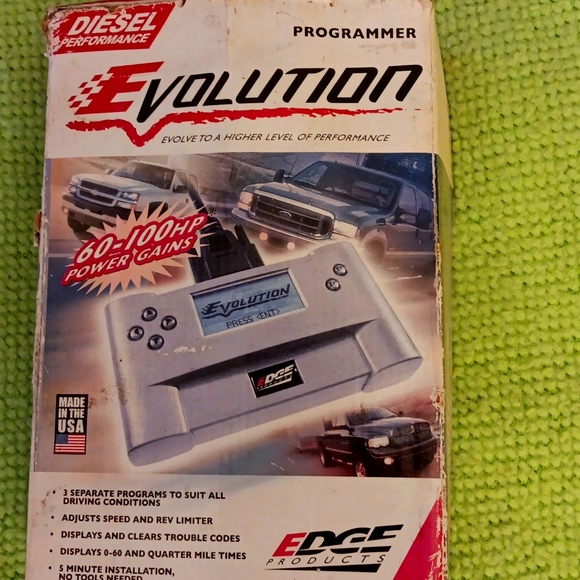 DIESEL
PERFORMANCE
PROGRAMMER
EVOLUTION
EVOLVE TO A HIGHER LEVEL OF PERFORMANCE
60-100HP
POWER GAINS
EVOLUTION
PRESS <ENT>
EDGE
MADE
IN THE
USA
• 3 SEPARATE PROGRAMS TO SUIT ALL
DRIVING CONDITIONS
• ADJUSTS SPEED AND REV LIMITER
• DISPLAYS AND CLEARS TROUBLE CODES
• DISPLAYS 0-60 AND QUARTER MILE TIMES
• 5 MINUTE INSTALLATION,
NO TOOLS NEEDED
EDGE
PRODUCTS